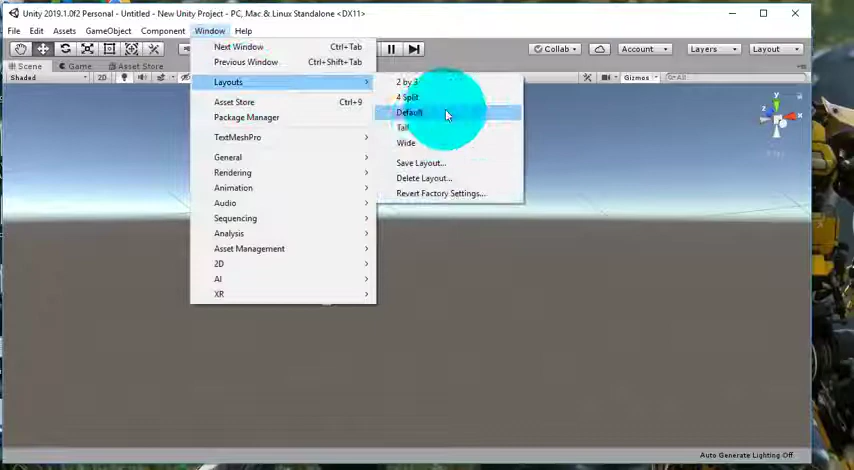 Unity 2019.1.0f2 Personal - Untitled - New Unity Project - PC, Mac & Linux Standalone <DX11>
File Edit Assets GameObject Component Window Help
Collab Account Layers Layout
Scene Game Asset Store
Shaded 2D Gizmos All
Next Window Ctrl+Tab
Previous Window Ctrl+Shift+Tab
Layouts
Asset Store Ctrl+9
Package Manager
TextMeshPro
General
Rendering
Animation
Audio
Sequencing
Analysis
Asset Management
2D
AI
XR
2 by 3
4 Split
Default
Tall
Wide
Save Layout...
Delete Layout...
Revert Factory Settings...
y
z
x
Auto Generate Lighting Off